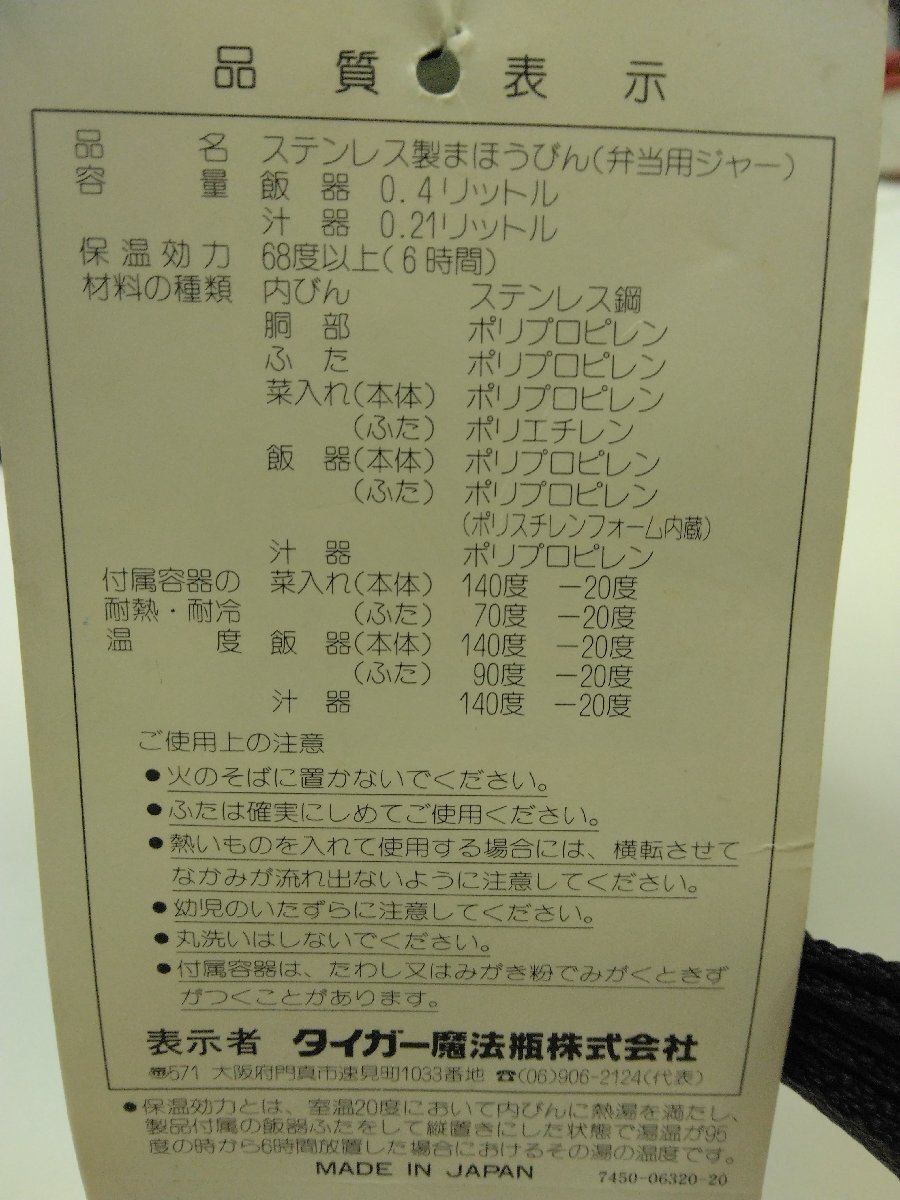 品質表示
品名 ステンレス製まほうびん(弁当用ジャー)
容量 飯器 0.4リットル
汁器 0.21リットル
保温効力 68度以上(6時間)
材料の種類 内びん ステンレス鋼
胴部 ポリプロピレン
ふた ポリプロピレン
菜入れ(本体) ポリプロピレン
(ふた) ポリエチレン
飯器(本体) ポリプロピレン
(ふた) ポリプロピレン
(ポリスチレンフォーム内蔵)
汁器 ポリプロピレン
付属容器の 菜入れ(本体) 140度 −20度
耐熱・耐冷 (ふた) 70度 −20度
温度 飯器(本体) 140度 −20度
(ふた) 90度 −20度
汁器 140度 −20度
ご使用上の注意
●火のそばに置かないでください。
●ふたは確実にしめてご使用ください。
●熱いものを入れて使用する場合には、横転させて
なかみが流れ出ないように注意してください。
●幼児のいたずらに注意してください。
●丸洗いはしないでください。
●付属容器は、たわし又はみがき粉でみがくときず
がつくことがあります。
表示者 タイガー魔法瓶株式会社
〠571 大阪府門真市速見町1033番地 ☎(06)906-2124(代表)
●保温効力とは、室温20度において内びんに熱湯を満たし、
製品付属の飯器ふたをして縦置きにした状態で湯温が95
度の時から6時間放置した場合におけるその湯の温度です。
MADE IN JAPAN 7450-06320-20